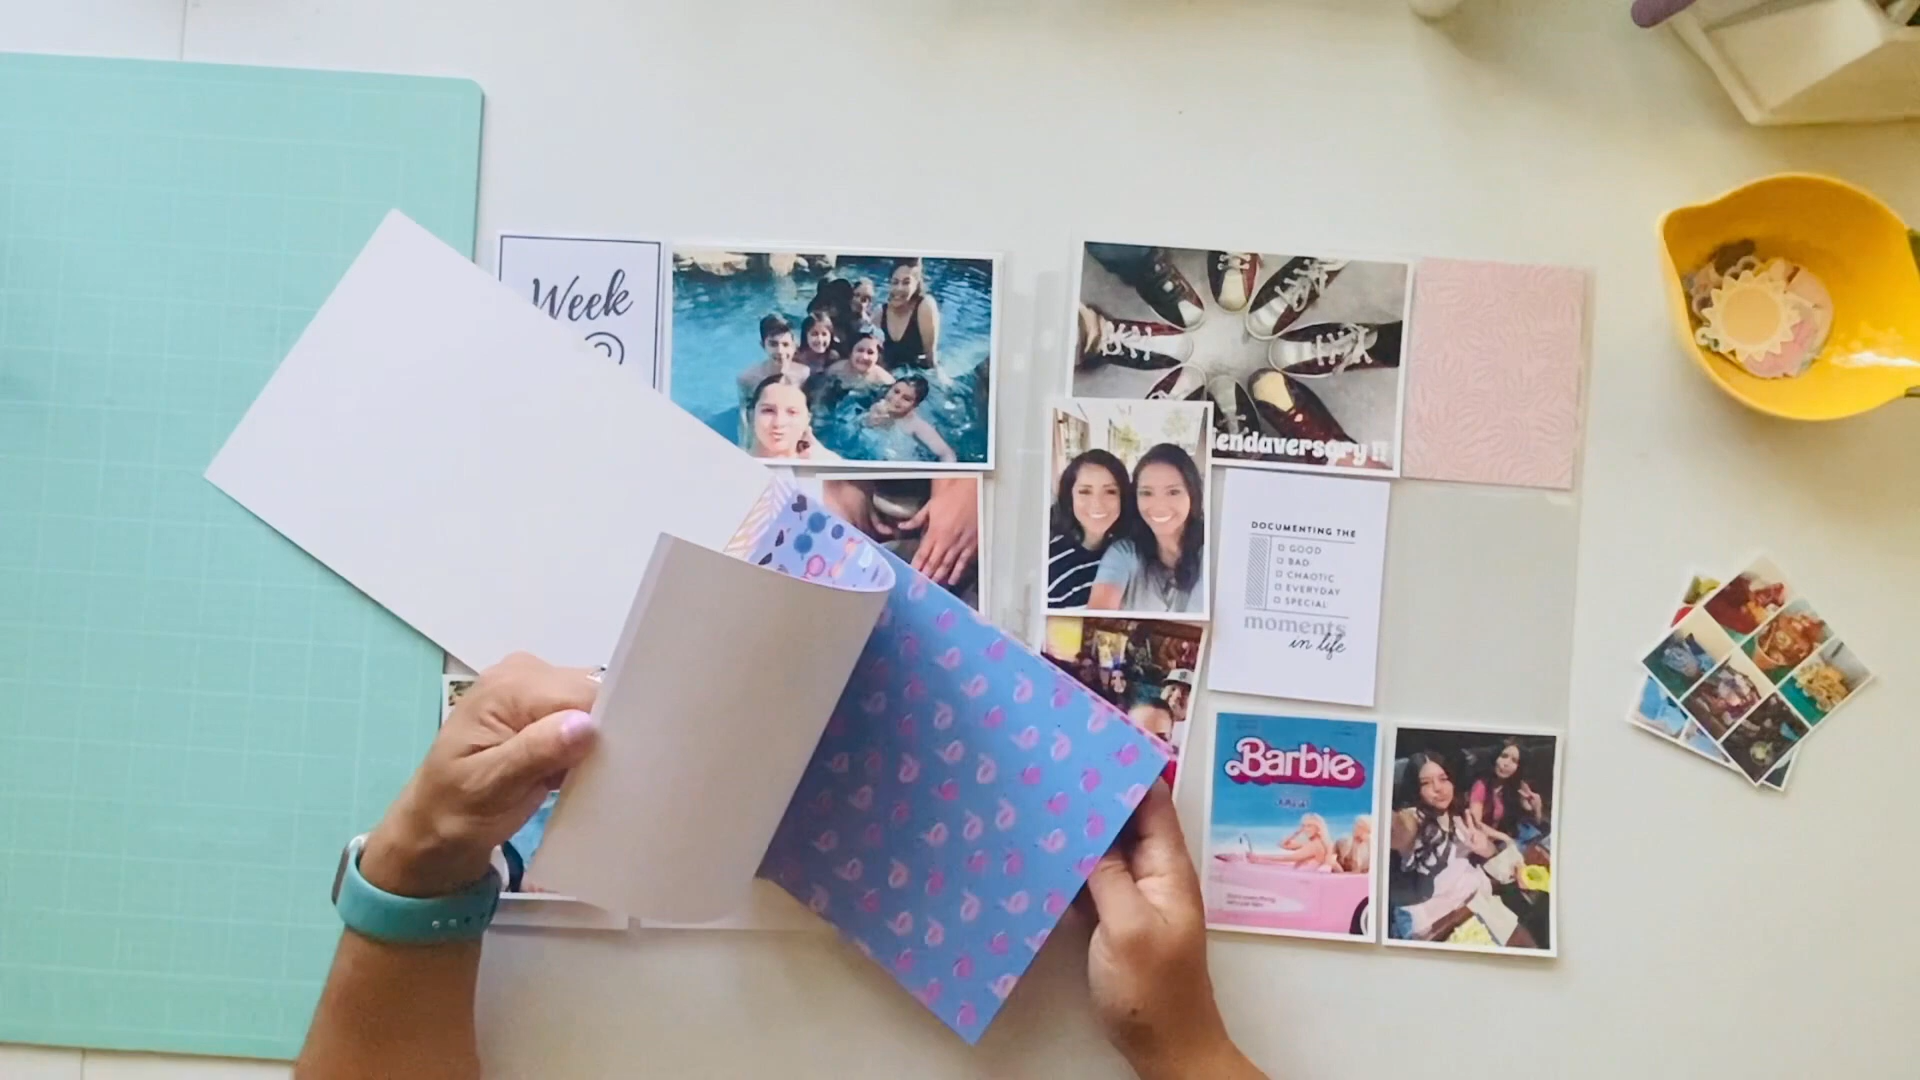 Week
iendaversary !!
DOCUMENTING THE
GOOD
BAD
CHAOTIC
EVERYDAY
SPECIAL
moments
in life
Barbie